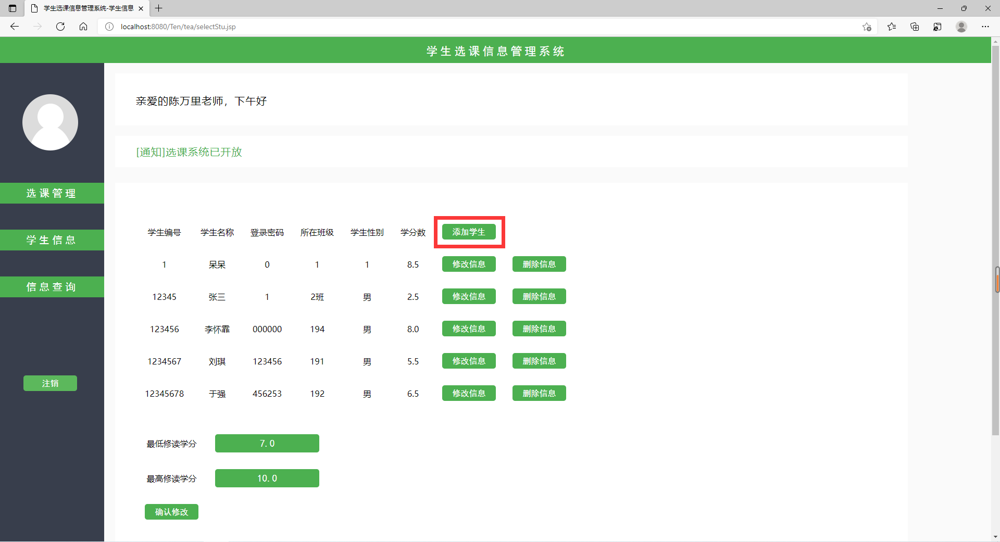 学生选课信息管理系统-学生信息
localhost:8080/Ten/tea/selectStu.jsp
学生选课信息管理系统
亲爱的陈万里老师，下午好
[通知]选课系统已开放
选课管理
学生信息
信息查询
注销
学生编号 学生名称 登录密码 所在班级 学生性别 学分数 添加学生
1 呆呆 0 1 1 8.5 修改信息 删除信息
12345 张三 1 2班 男 2.5 修改信息 删除信息
123456 李怀霏 000000 194 男 8.0 修改信息 删除信息
1234567 刘琪 123456 191 男 5.5 修改信息 删除信息
12345678 于强 456253 192 男 6.5 修改信息 删除信息
最低修读学分 7.0
最高修读学分 10.0
确认修改